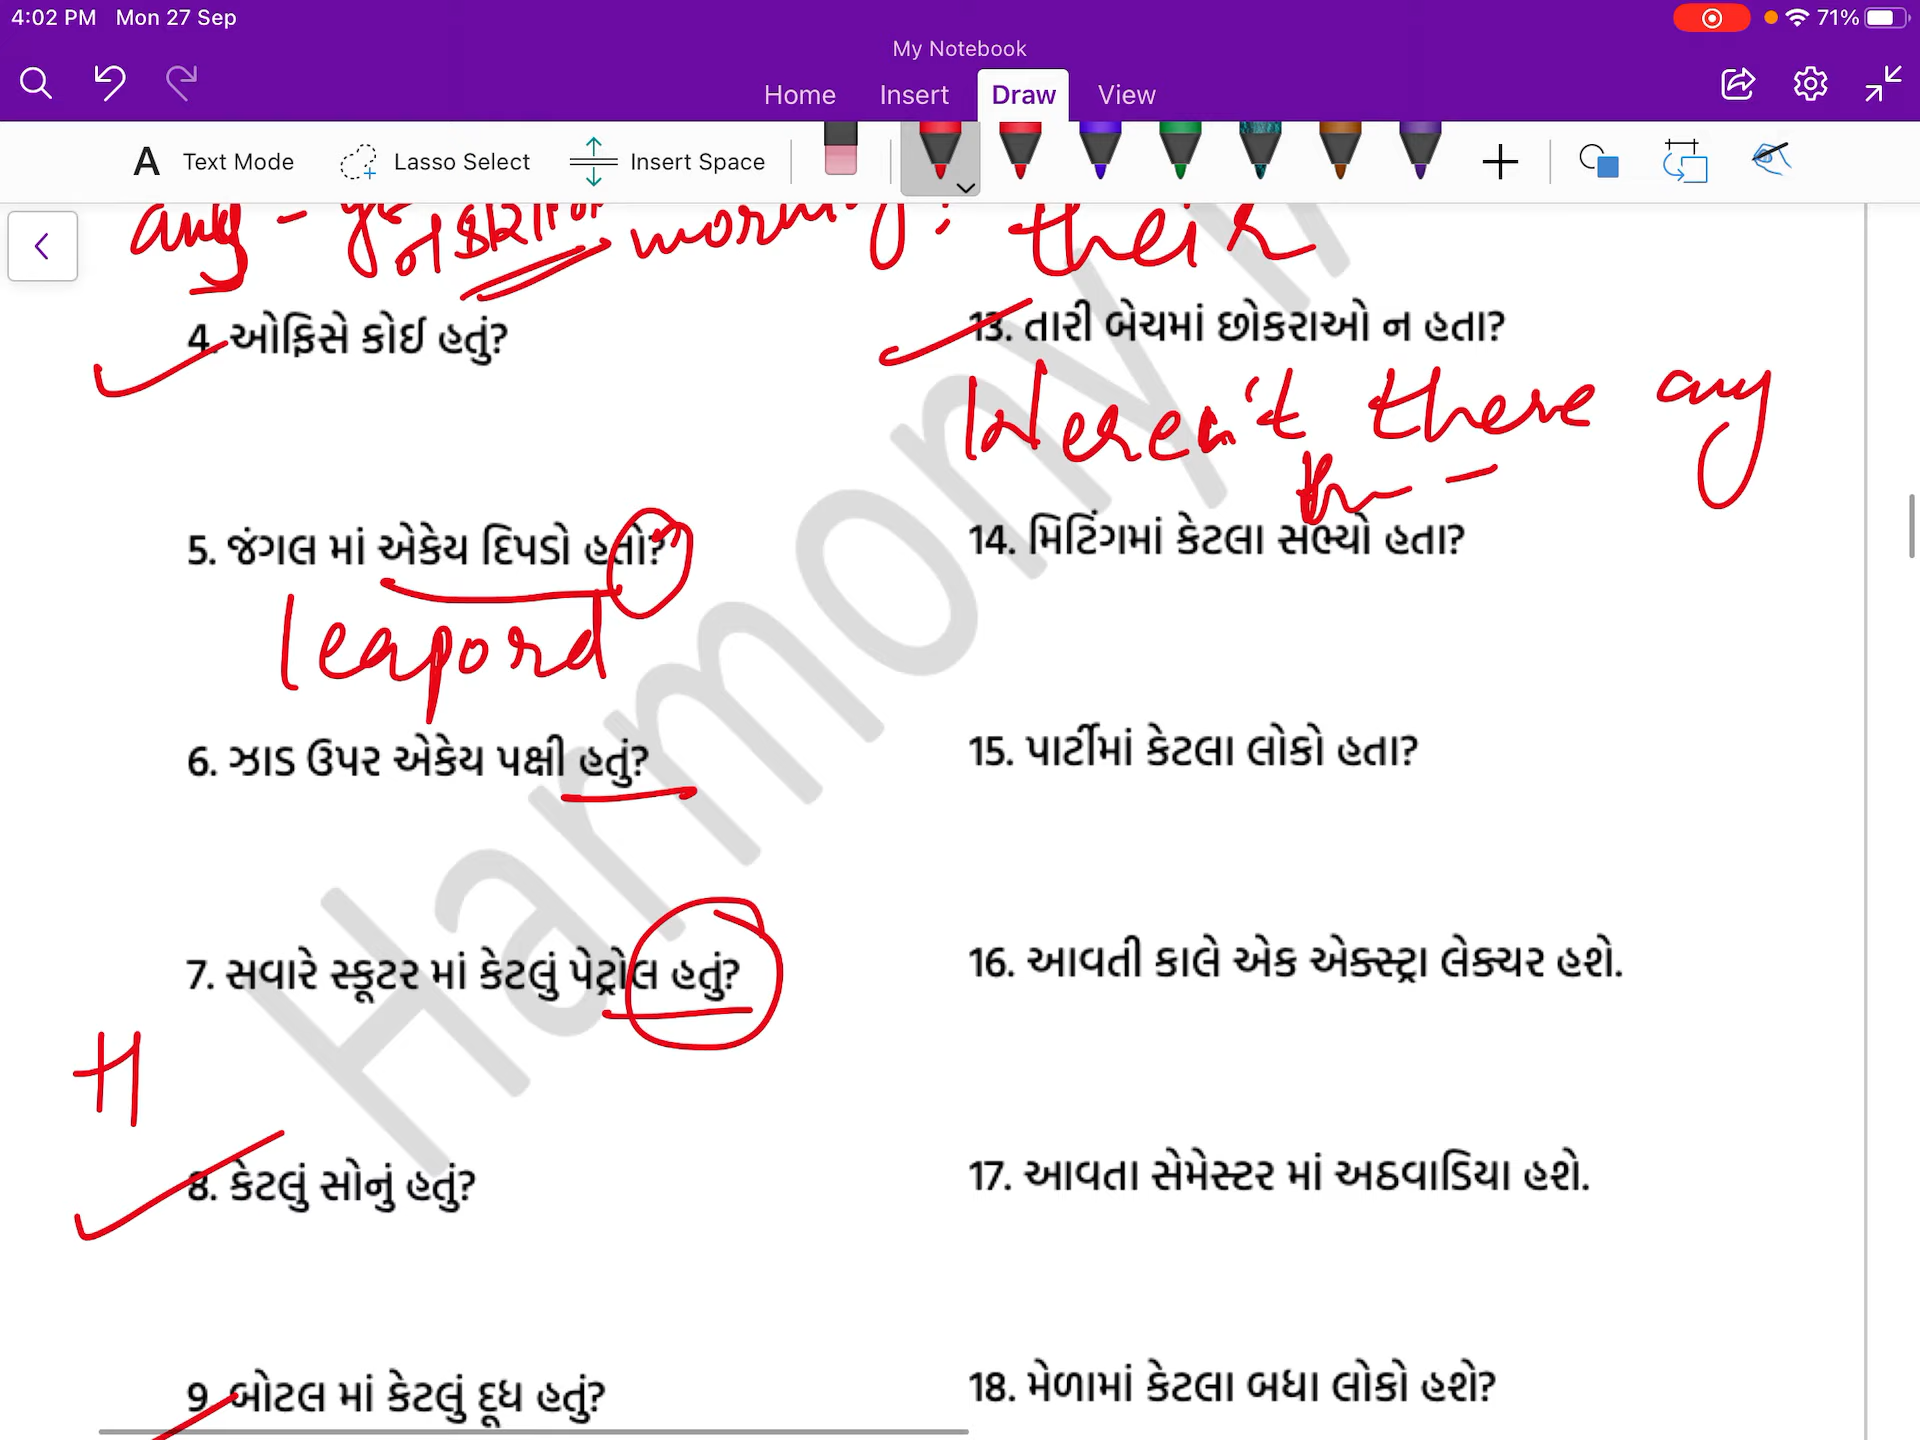 4:02 PM Mon 27 Sep
71%
My Notebook
Home Insert Draw View
A Text Mode Lasso Select Insert Space
any - morning. their
4. ઓફિસે કોઈ હતું?
5. જંગલ માં એકેય દિપડો હતો?
leapord
6. ઝાડ ઉપર એકેય પક્ષી હતું?
7. સવારે સ્કૂટર માં કેટલું પેટ્રોલ હતું?
H
8. કેટલું સોનું હતું?
9 બોટલ માં કેટલું દૂધ હતું?
13. તારી બેચમાં છોકરાઓ ન હતા?
Weren't there any
14. મિટિંગમાં કેટલા સભ્યો હતા?
15. પાર્ટીમાં કેટલા લોકો હતા?
16. આવતી કાલે એક એક્સ્ટ્રા લેક્ચર હશે.
17. આવતા સેમેસ્ટર માં અઠવાડિયા હશે.
18. મેળામાં કેટલા બધા લોકો હશે?
Harmony